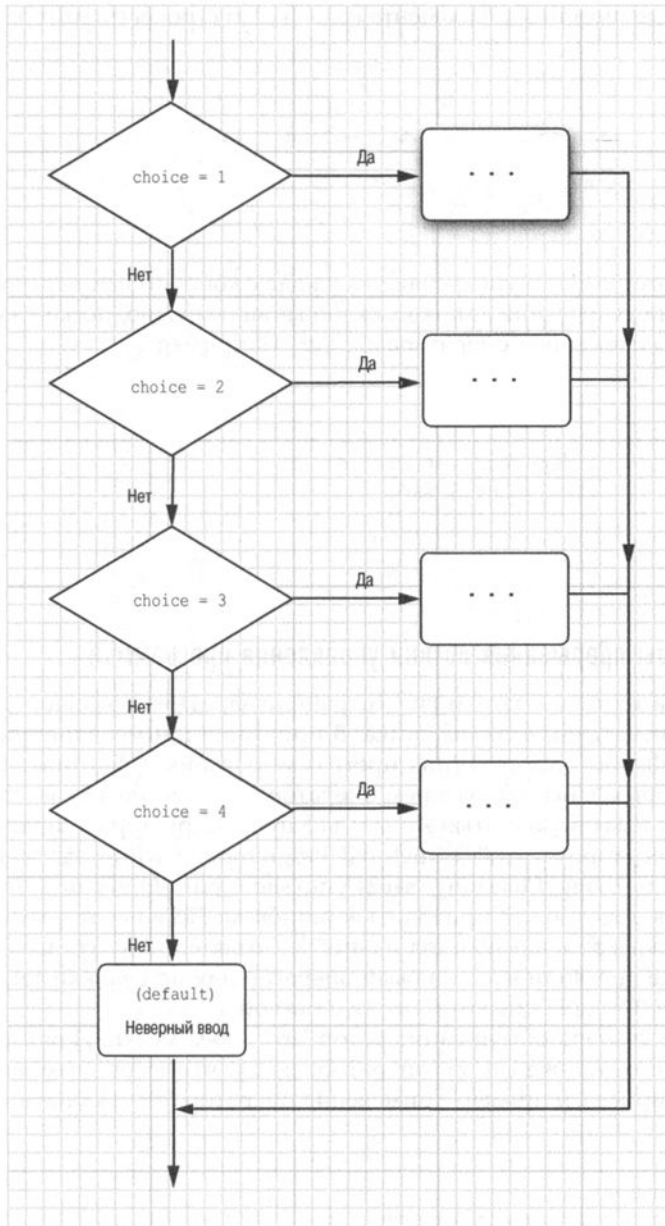 choice = 1
Да
. . .
Нет
choice = 2
Да
. . .
Нет
choice = 3
Да
. . .
Нет
choice = 4
Да
. . .
Нет
(default)
Неверный ввод